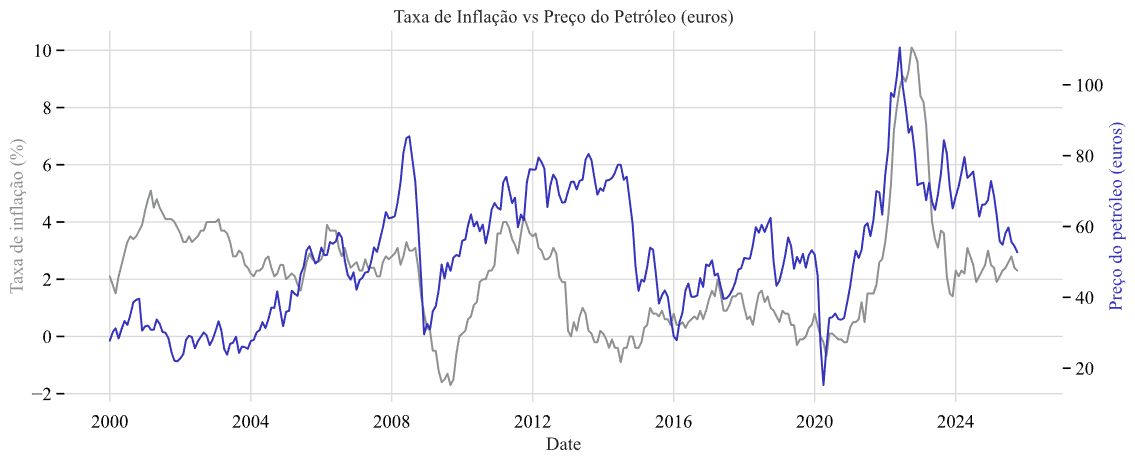 Taxa de Inflação vs Preço do Petróleo (euros)
Taxa de inflação (%)
10
8
6
4
2
0
−2
100
80
60
40
20
Preço do petróleo (euros)
2000 2004 2008 2012 2016 2020 2024
Date